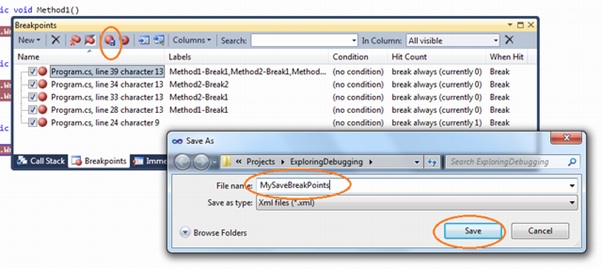 ic void Method1()
Breakpoints
New Columns Search: In Column: All visible
Name Labels Condition Hit Count When Hit
Program.cs, line 39 character 13 Method1-Break1,Method2-Break1,Method... (no condition) break always (currently 0) Break
Program.cs, line 34 character 13 Method2-Break2 (no condition) break always (currently 0) Break
Program.cs, line 33 character 13 Method2-Break1 (no condition) break always (currently 0) Break
Program.cs, line 28 character 13 Method1-Break1 (no condition) break always (currently 0) Break
Program.cs, line 24 character 9 (no condition) break always (currently 1) Break
Call Stack Breakpoints Imme
Save As
« Projects ExploringDebugging Search ExploringDebugging
File name: MySaveBreakPoints
Save as type: Xml files (*.xml)
Browse Folders Save Cancel